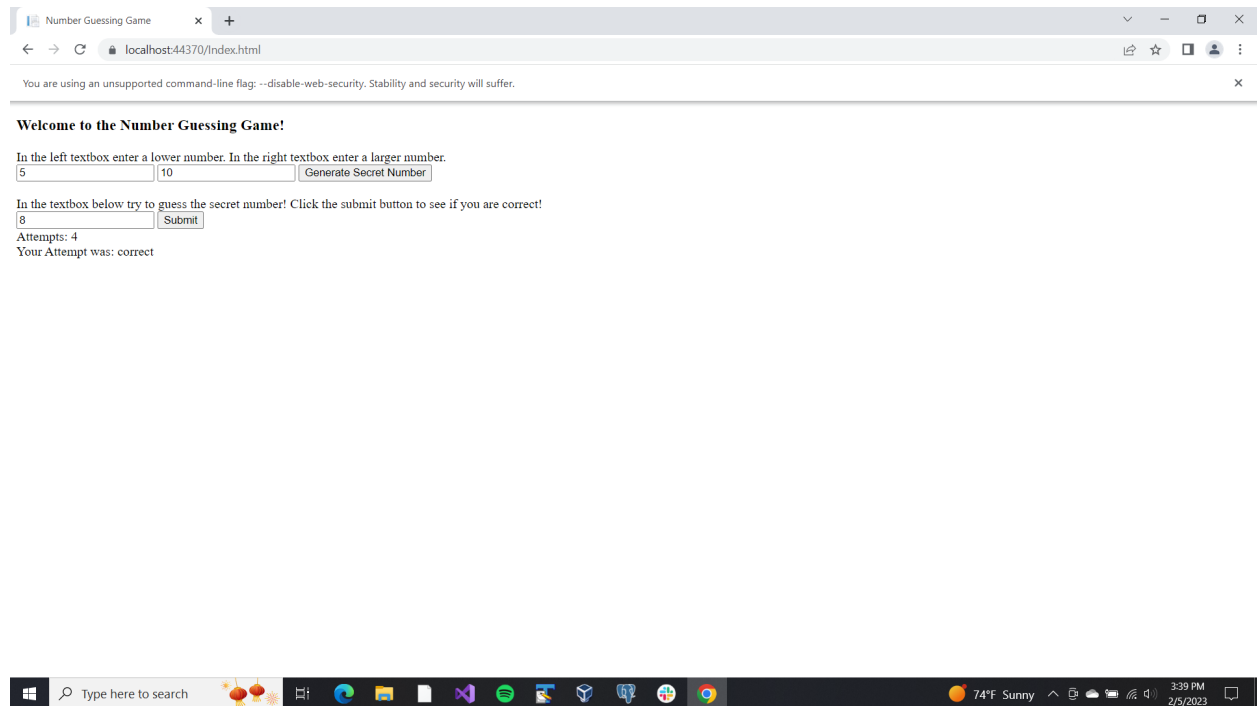 Number Guessing Game
localhost:44370/Index.html
You are using an unsupported command-line flag: --disable-web-security. Stability and security will suffer.
Welcome to the Number Guessing Game!
In the left textbox enter a lower number. In the right textbox enter a larger number.
5 10 Generate Secret Number
In the textbox below try to guess the secret number! Click the submit button to see if you are correct!
8 Submit
Attempts: 4
Your Attempt was: correct
Type here to search 74°F Sunny 3:39 PM
2/5/2023